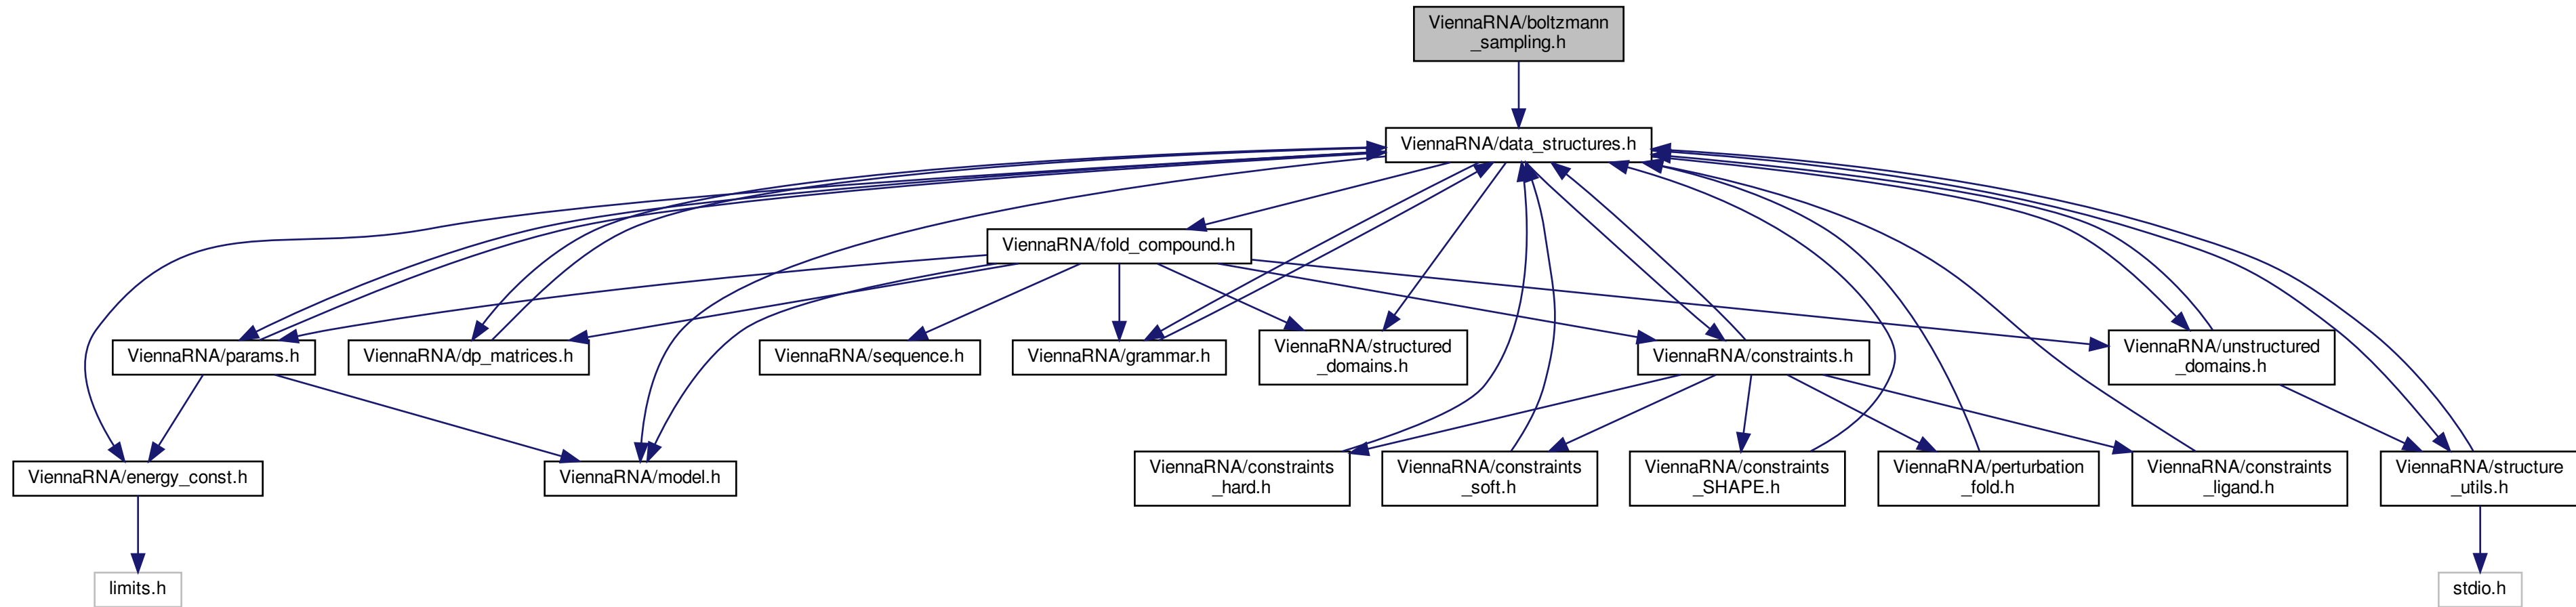 ViennaRNA/boltzmann
_sampling.h
ViennaRNA/data_structures.h
ViennaRNA/fold_compound.h
ViennaRNA/params.h
ViennaRNA/dp_matrices.h
ViennaRNA/sequence.h
ViennaRNA/grammar.h
ViennaRNA/structured
_domains.h
ViennaRNA/constraints.h
ViennaRNA/unstructured
_domains.h
ViennaRNA/energy_const.h
ViennaRNA/model.h
ViennaRNA/constraints
_hard.h
ViennaRNA/constraints
_soft.h
ViennaRNA/constraints
_SHAPE.h
ViennaRNA/perturbation
_fold.h
ViennaRNA/constraints
_ligand.h
ViennaRNA/structure
_utils.h
limits.h
stdio.h